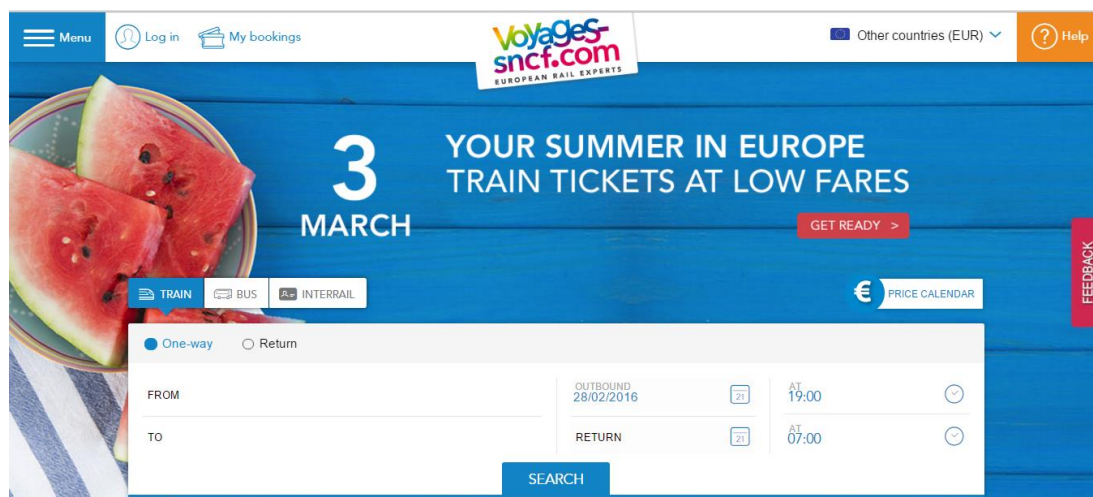 Menu
Log in
My bookings
Voyages-
sncf.com
EUROPEAN RAIL EXPERTS
Other countries (EUR)
? Help
3
MARCH
YOUR SUMMER IN EUROPE
TRAIN TICKETS AT LOW FARES
GET READY >
FEEDBACK
TRAIN
BUS
INTERRAIL
€ PRICE CALENDAR
One-way
Return
FROM
OUTBOUND
28/02/2016
21
AT
19:00
TO
RETURN
21
AT
07:00
SEARCH